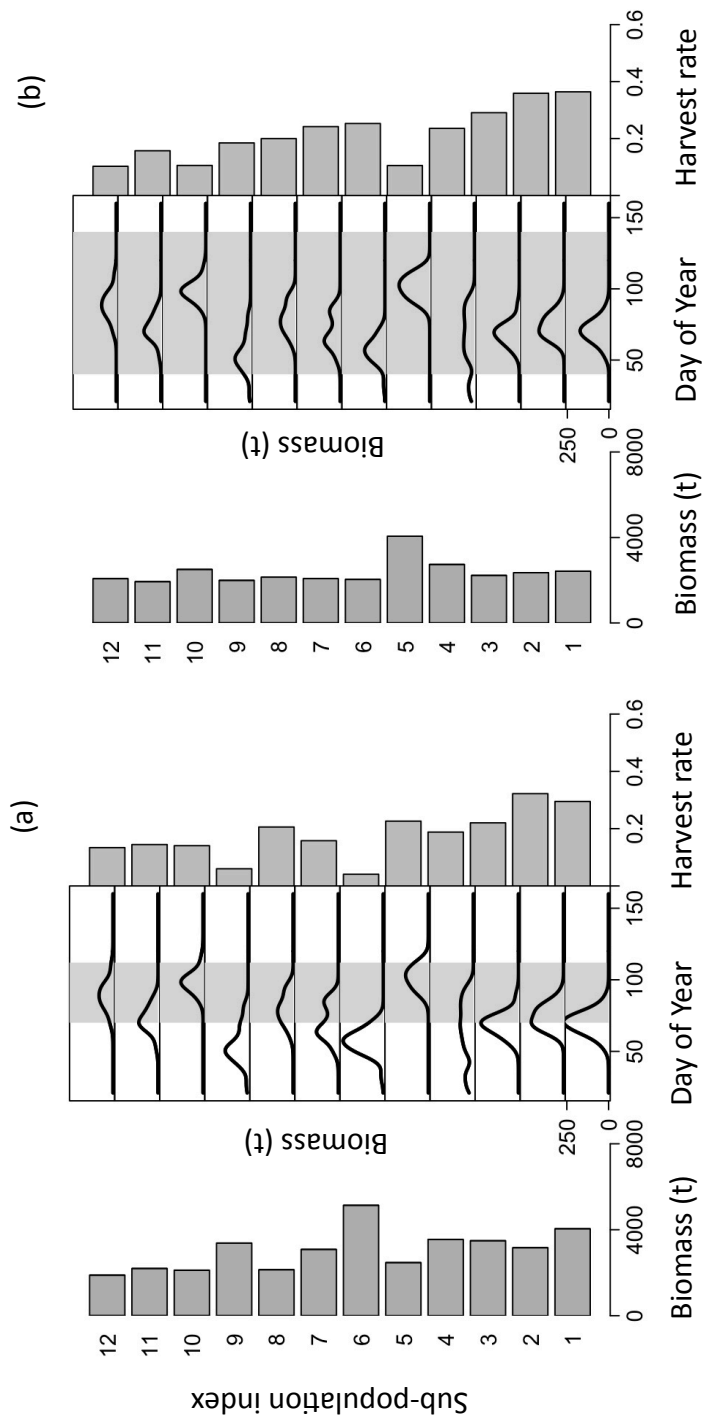 (a)
Sub-population index
12
11
10
9
8
7
6
5
4
3
2
1
0 4000 8000
Biomass (t)
Biomass (t)
250
0
50 100 150
Day of Year
0.2 0.4 0.6
Harvest rate
(b)
12
11
10
9
8
7
6
5
4
3
2
1
0 4000 8000
Biomass (t)
Biomass (t)
250
0
50 100 150
Day of Year
0.2 0.4 0.6
Harvest rate